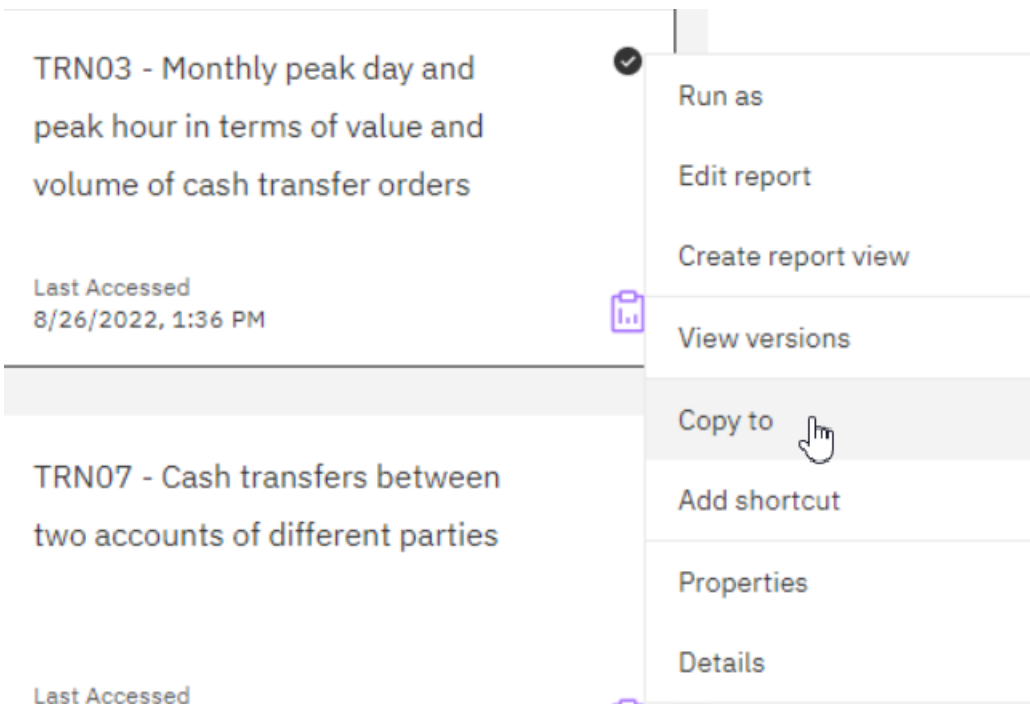 TRN03 - Monthly peak day and
peak hour in terms of value and
volume of cash transfer orders
Last Accessed
8/26/2022, 1:36 PM
TRN07 - Cash transfers between
two accounts of different parties
Last Accessed
Run as
Edit report
Create report view
View versions
Copy to
Add shortcut
Properties
Details